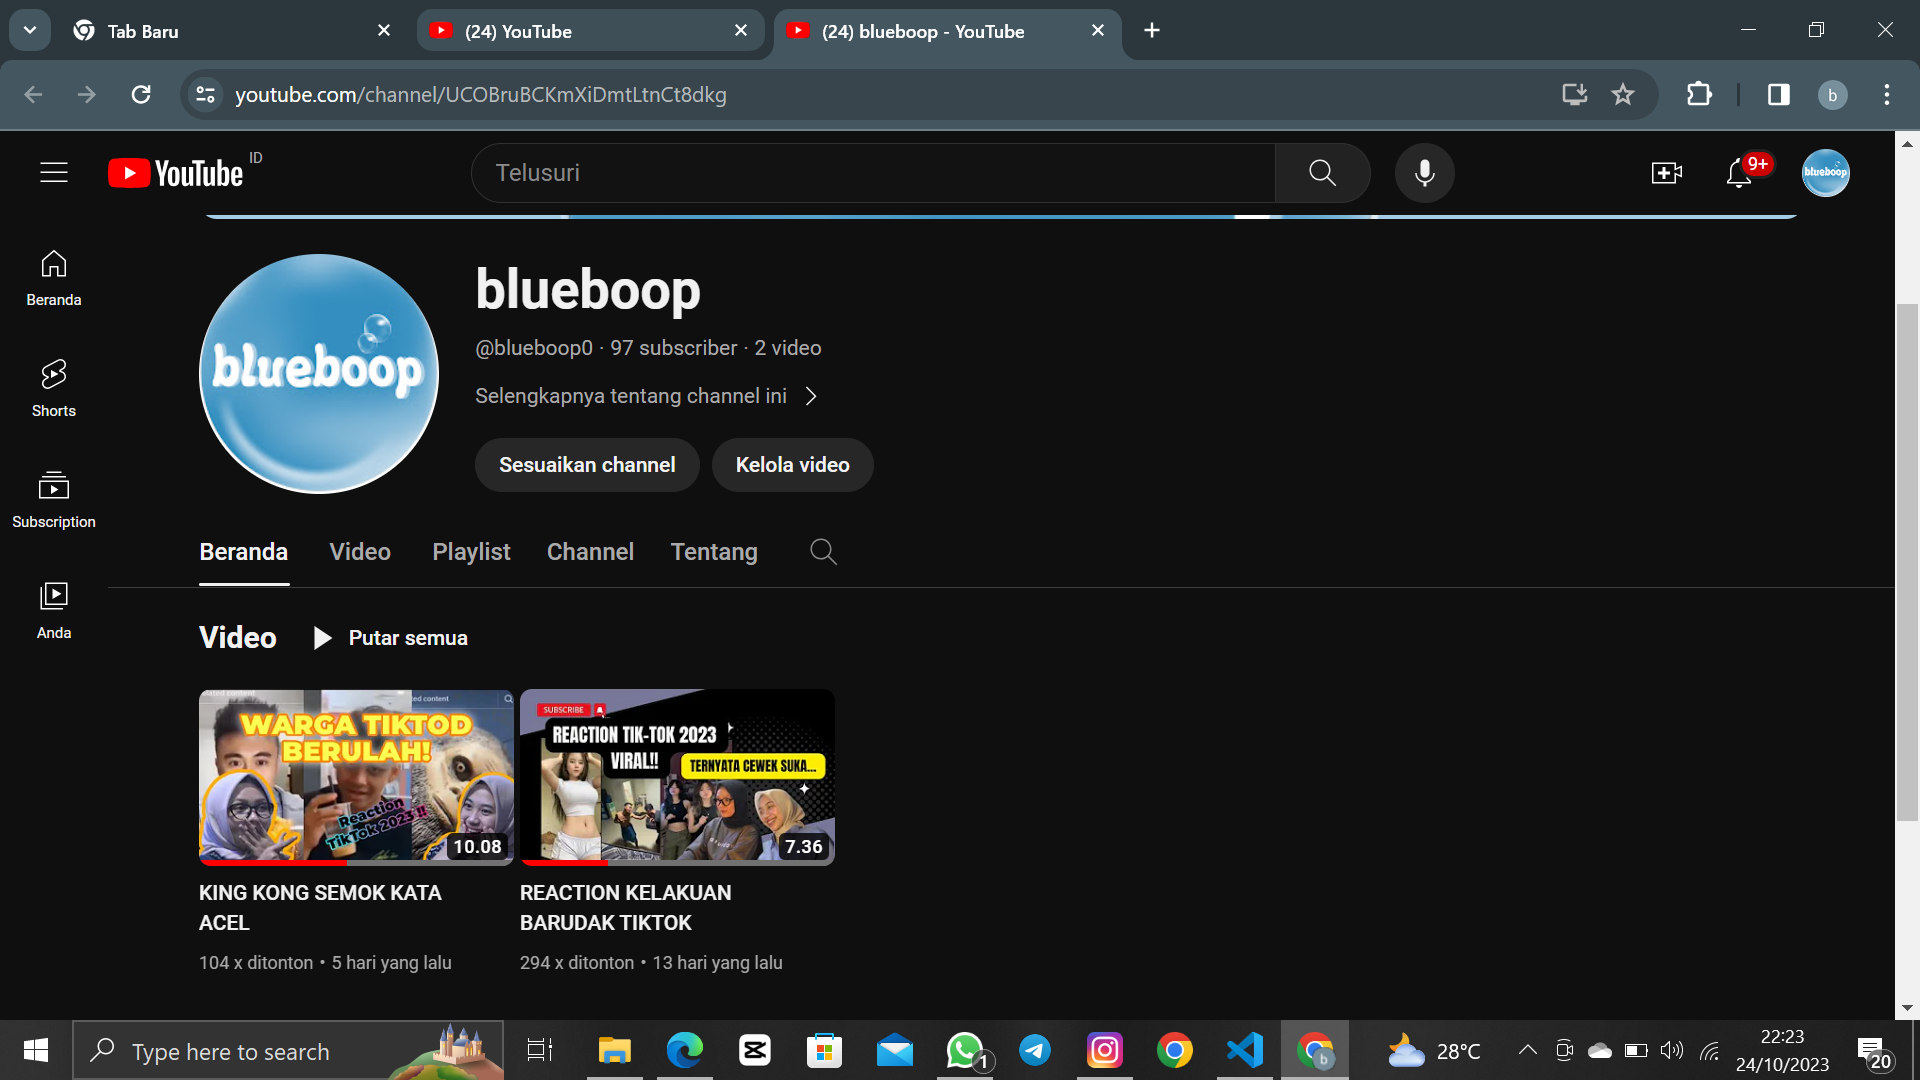 Tab Baru
(24) YouTube
(24) blueboop - YouTube
youtube.com/channel/UCOBruBCKmXiDmtLtnCt8dkg
b
YouTube ID
Telusuri
9+
blueboop
Beranda
Shorts
Subscription
Anda
blueboop
blueboop
@blueboop0 · 97 subscriber · 2 video
Selengkapnya tentang channel ini
Sesuaikan channel
Kelola video
Beranda
Video
Playlist
Channel
Tentang
Video
Putar semua
WARGA TIKTOD
BERULAH!
Reaction
TikTok 2023!!
10.08
SUBSCRIBE
REACTION TIK-TOK 2023
VIRAL!!
TERNYATA CEWEK SUKA...
7.36
KING KONG SEMOK KATA
ACEL
104 x ditonton • 5 hari yang lalu
REACTION KELAKUAN
BARUDAK TIKTOK
294 x ditonton • 13 hari yang lalu
Type here to search
1
b
28°C
22:23
24/10/2023
20